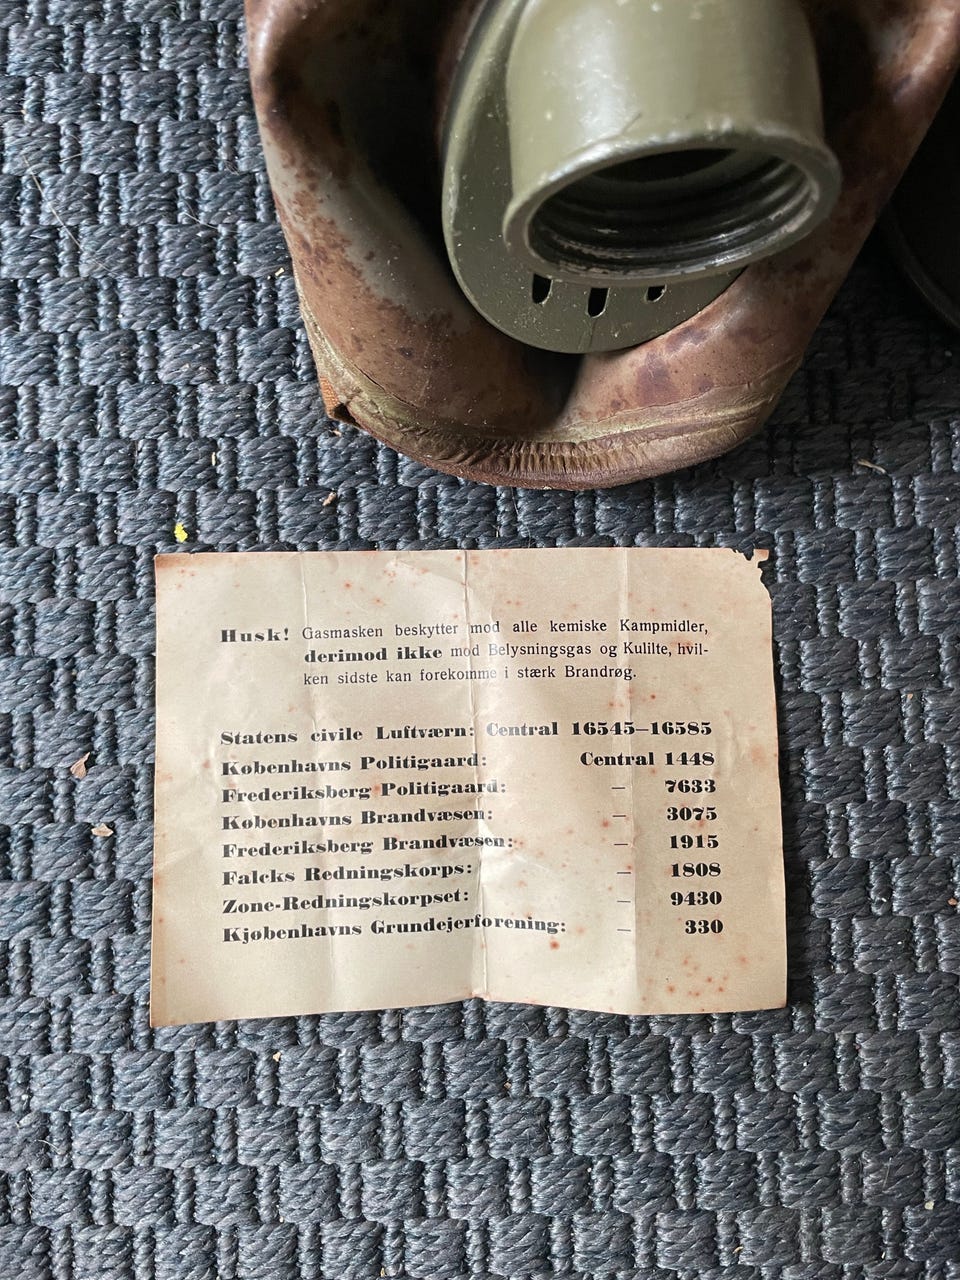 Husk! Gasmasken beskytter mod alle kemiske Kampmidler,
derimod ikke mod Belysningsgas og Kulilte, hvil-
ken sidste kan forekomme i stærk Brandrøg.
Statens civile Luftværn: Central 16545–16585
Københavns Politigaard: Central 1448
Frederiksberg Politigaard: — 7633
Københavns Brandvæsen: — 3075
Frederiksberg Brandvæsen: — 1915
Falcks Redningskorps: — 1808
Zone-Redningskorpset: — 9430
Kjøbenhavns Grundejerforening: — 330